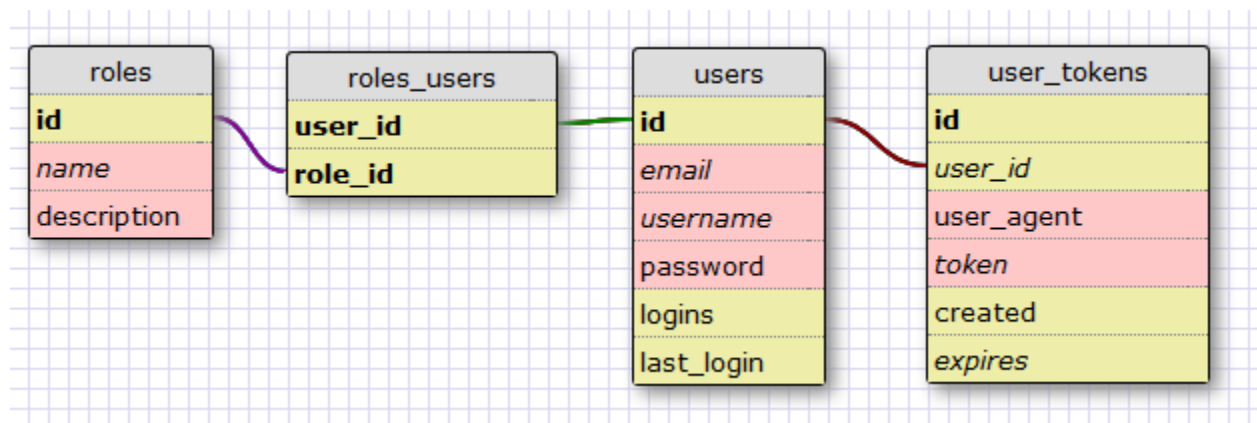 roles
id
name
description
roles_users
user_id
role_id
users
id
email
username
password
logins
last_login
user_tokens
id
user_id
user_agent
token
created
expires